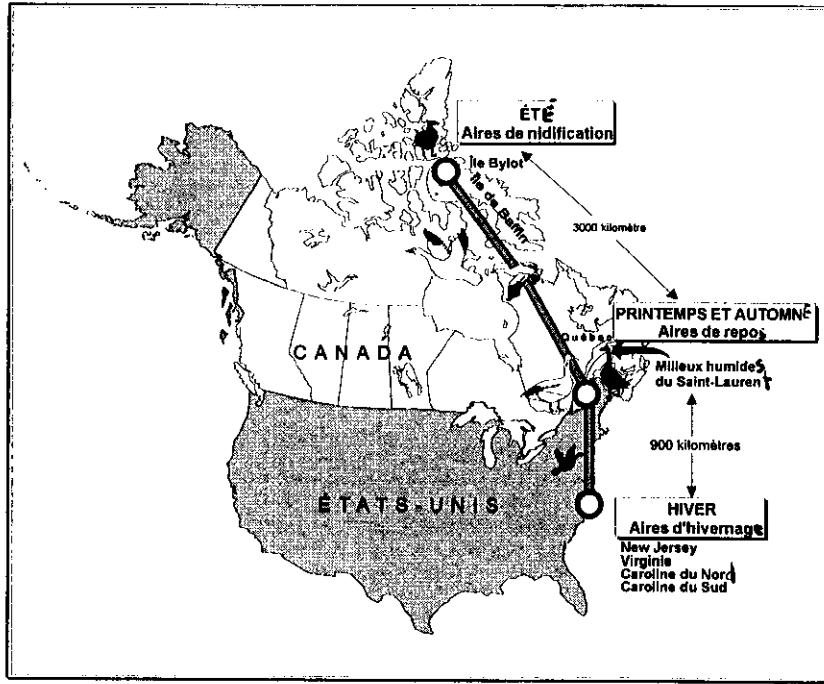 ÉTÉ
Aires de nidification
Île Bylot
Île de Baffin
3000 kilomètre
PRINTEMPS ET AUTOMNE
Aires de repos
Québec
Milieux humides
du Saint-Laurent
CANADA
900 kilomètres
ÉTATS-UNIS
HIVER
Aires d'hivernage
New Jersey
Virginie
Caroline du Nord
Caroline du Sud